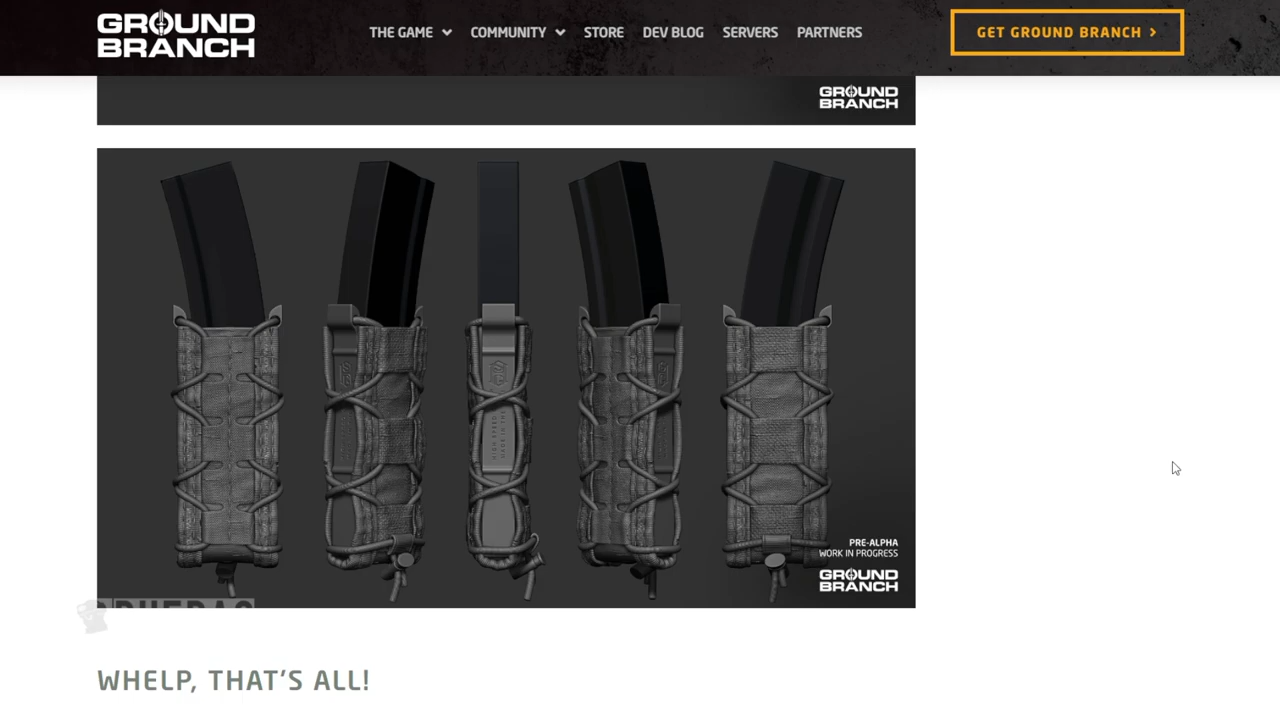 GROUND
BRANCH
THE GAME
COMMUNITY
STORE
DEV BLOG
SERVERS
PARTNERS
GET GROUND BRANCH
GROUND
BRANCH
PRE-ALPHA
WORK IN PROGRESS
GROUND
BRANCH
WHELP, THAT'S ALL!